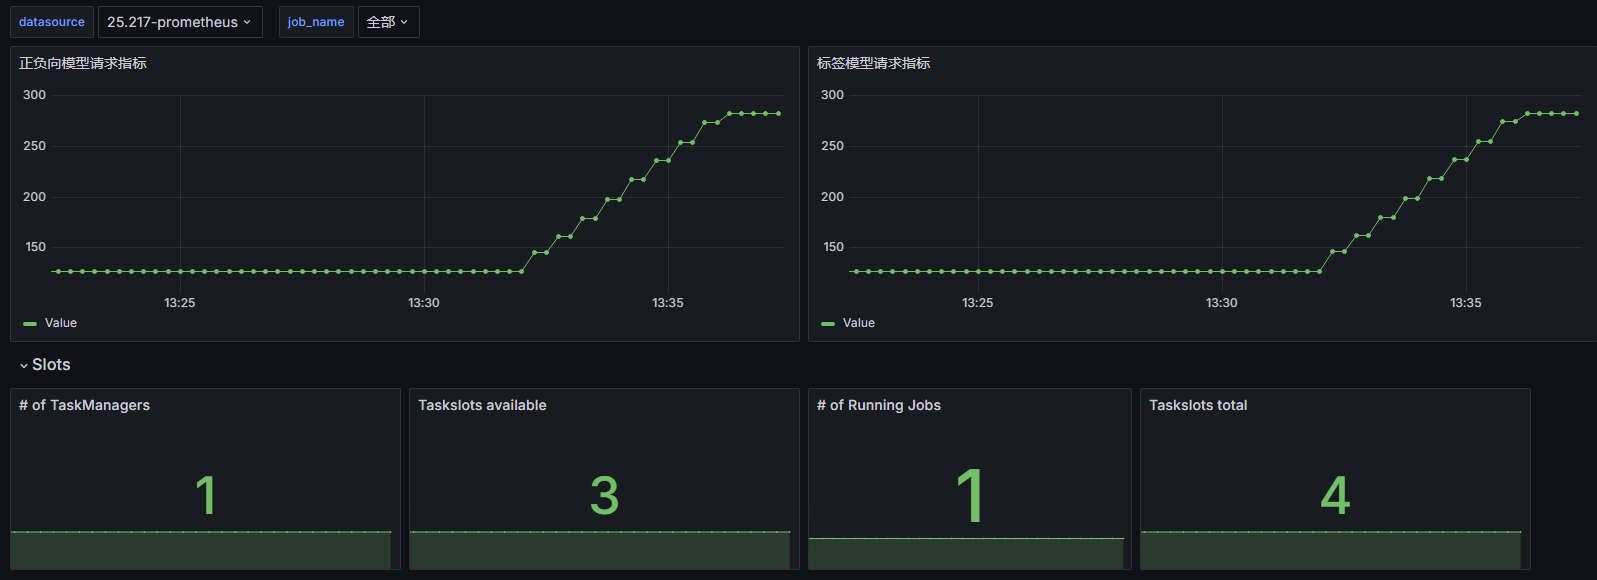 datasource 25.217-prometheus job_name 全部
正负向模型请求指标
300
250
200
150
13:25 13:30 13:35
Value
标签模型请求指标
300
250
200
150
13:25 13:30 13:35
Value
Slots
# of TaskManagers
1
Taskslots available
3
# of Running Jobs
1
Taskslots total
4